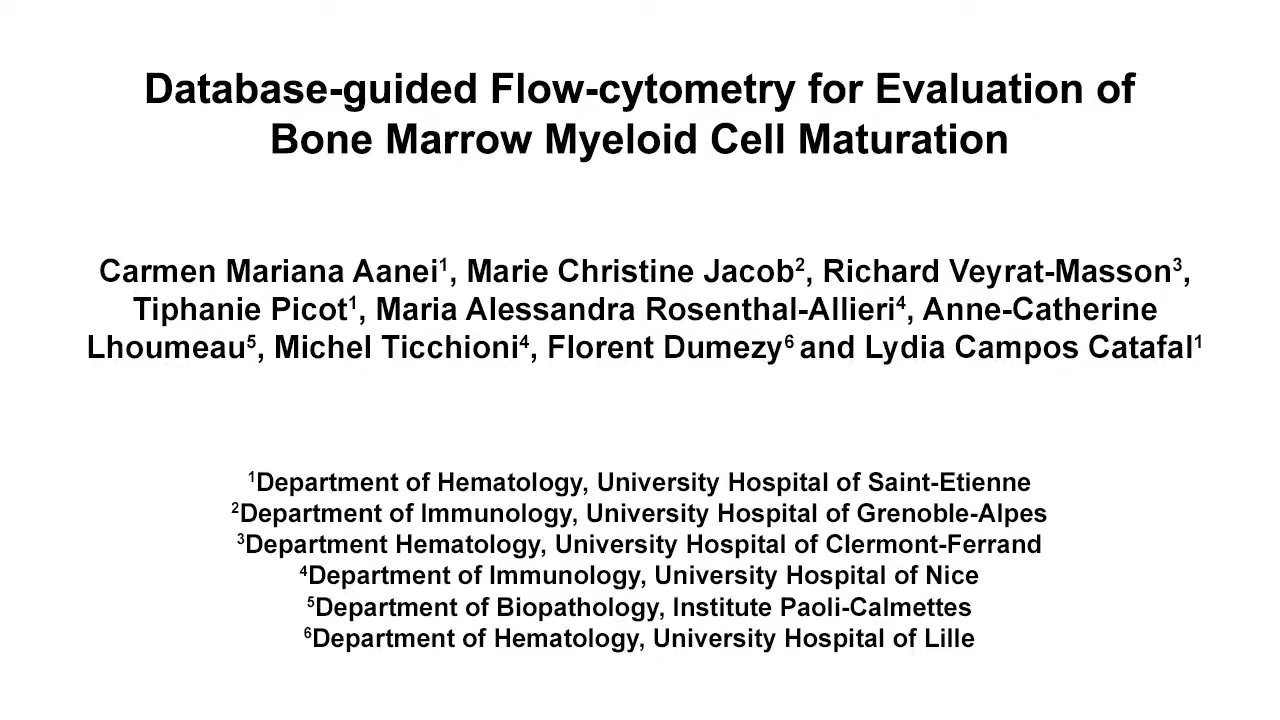 Database-guided Flow-cytometry for Evaluation of
Bone Marrow Myeloid Cell Maturation
Carmen Mariana Aanei¹, Marie Christine Jacob², Richard Veyrat-Masson³,
Tiphanie Picot¹, Maria Alessandra Rosenthal-Allieri⁴, Anne-Catherine
Lhoumeau⁵, Michel Ticchioni⁴, Florent Dumezy⁶ and Lydia Campos Catafal¹
¹Department of Hematology, University Hospital of Saint-Etienne
²Department of Immunology, University Hospital of Grenoble-Alpes
³Department Hematology, University Hospital of Clermont-Ferrand
⁴Department of Immunology, University Hospital of Nice
⁵Department of Biopathology, Institute Paoli-Calmettes
⁶Department of Hematology, University Hospital of Lille